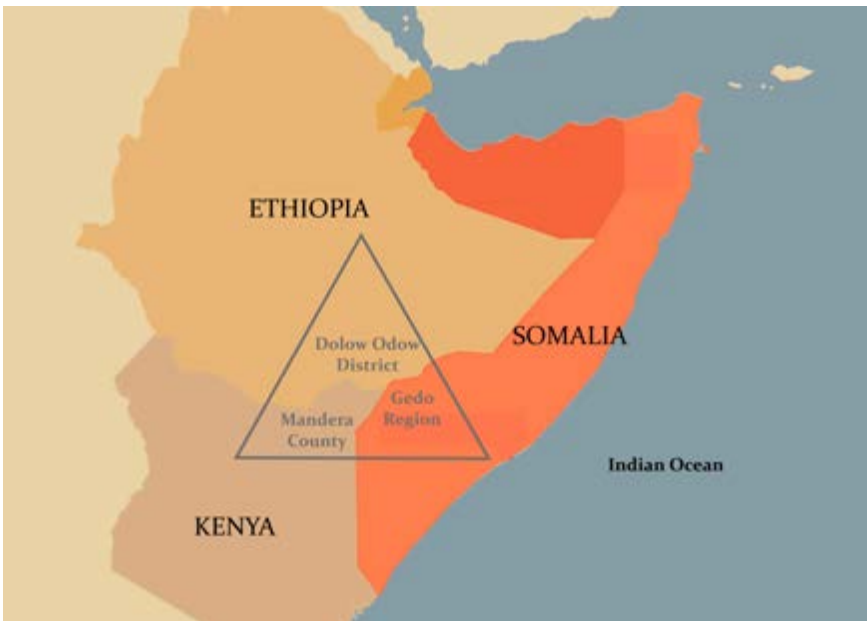 ETHIOPIA
SOMALIA
Dolow Odow
District
Gedo
Region
Mandera
County
Indian Ocean
KENYA